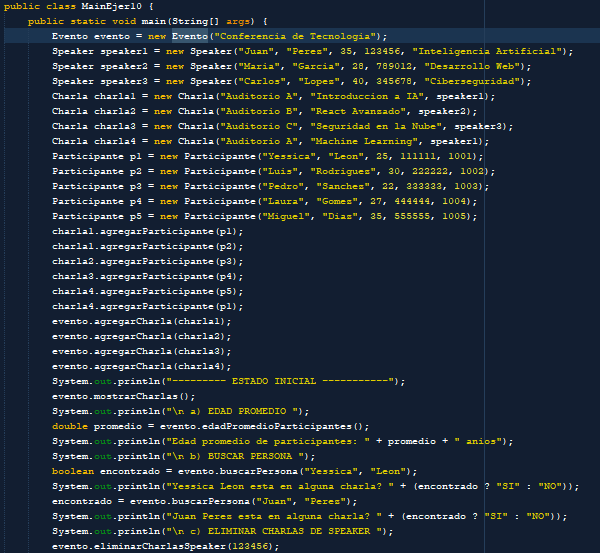 public class MainEjer10 {
public static void main(String[] args) {
Evento evento = new Evento("Conferencia de Tecnologia");
Speaker speaker1 = new Speaker("Juan", "Peres", 35, 123456, "Inteligencia Artificial");
Speaker speaker2 = new Speaker("Maria", "Garcia", 28, 789012, "Desarrollo Web");
Speaker speaker3 = new Speaker("Carlos", "Lopes", 40, 345678, "Ciberseguridad");
Charla charla1 = new Charla("Auditorio A", "Introduccion a IA", speaker1);
Charla charla2 = new Charla("Auditorio B", "React Avanzado", speaker2);
Charla charla3 = new Charla("Auditorio C", "Seguridad en la Nube", speaker3);
Charla charla4 = new Charla("Auditorio A", "Machine Learning", speaker1);
Participante p1 = new Participante("Yessica", "Leon", 25, 111111, 1001);
Participante p2 = new Participante("Luis", "Rodriguez", 30, 222222, 1002);
Participante p3 = new Participante("Pedro", "Sanches", 22, 333333, 1003);
Participante p4 = new Participante("Laura", "Gomes", 27, 444444, 1004);
Participante p5 = new Participante("Miguel", "Dias", 35, 555555, 1005);
charla1.agregarParticipante(p1);
charla1.agregarParticipante(p2);
charla2.agregarParticipante(p3);
charla3.agregarParticipante(p4);
charla4.agregarParticipante(p5);
charla4.agregarParticipante(p1);
evento.agregarCharla(charla1);
evento.agregarCharla(charla2);
evento.agregarCharla(charla3);
evento.agregarCharla(charla4);
System.out.println("--------- ESTADO INICIAL -----------");
evento.mostrarCharlas();
System.out.println("\n a) EDAD PROMEDIO ");
double promedio = evento.edadPromedioParticipantes();
System.out.println("Edad promedio de participantes: " + promedio + " anios");
System.out.println("\n b) BUSCAR PERSONA ");
boolean encontrado = evento.buscarPersona("Yessica", "Leon");
System.out.println("Yessica Leon esta en alguna charla? " + (encontrado ? "SI" : "NO"));
encontrado = evento.buscarPersona("Juan", "Peres");
System.out.println("Juan Peres esta en alguna charla? " + (encontrado ? "SI" : "NO"));
System.out.println("\n c) ELIMINAR CHARLAS DE SPEAKER ");
evento.eliminarCharlasSpeaker(123456);